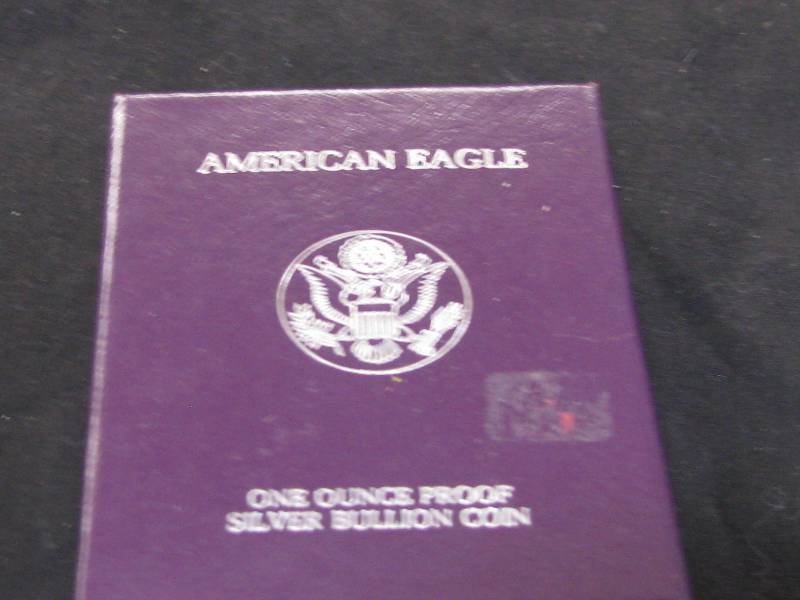 AMERICAN EAGLE
ONE OUNCE PROOF
SILVER BULLION COIN